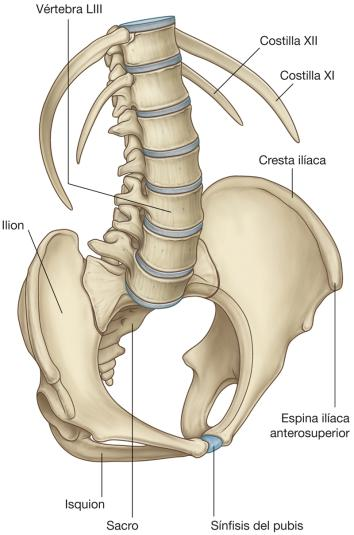 Vértebra LIII
Costilla XII
Costilla XI
Cresta ilíaca
Ilion
Espina ilíaca
anterosuperior
Isquion
Sacro
Sínfisis del pubis